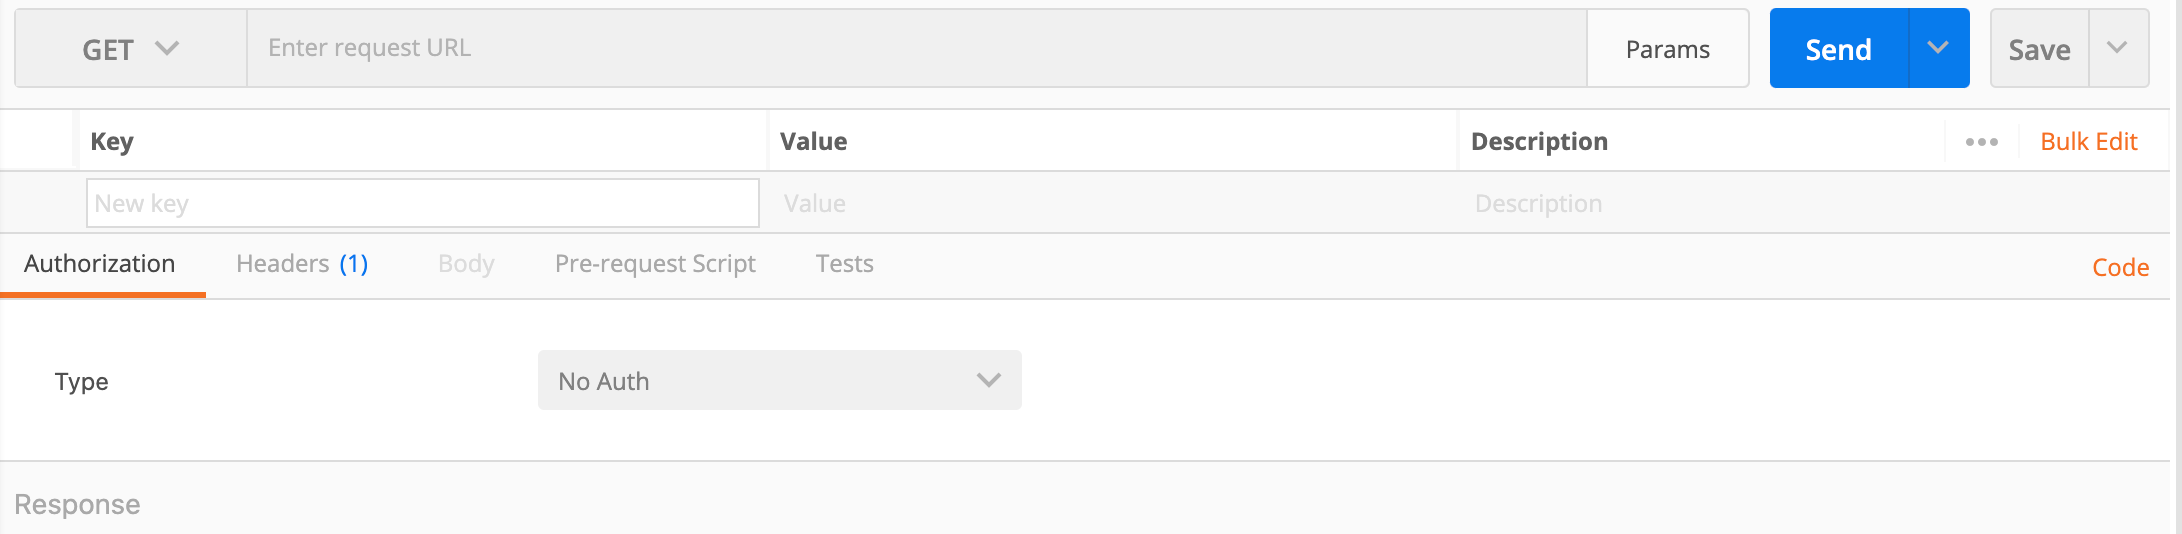 GET Enter request URL Params Send Save
Key Value Description ••• Bulk Edit
New key Value Description
Authorization Headers (1) Body Pre-request Script Tests Code
Type No Auth
Response